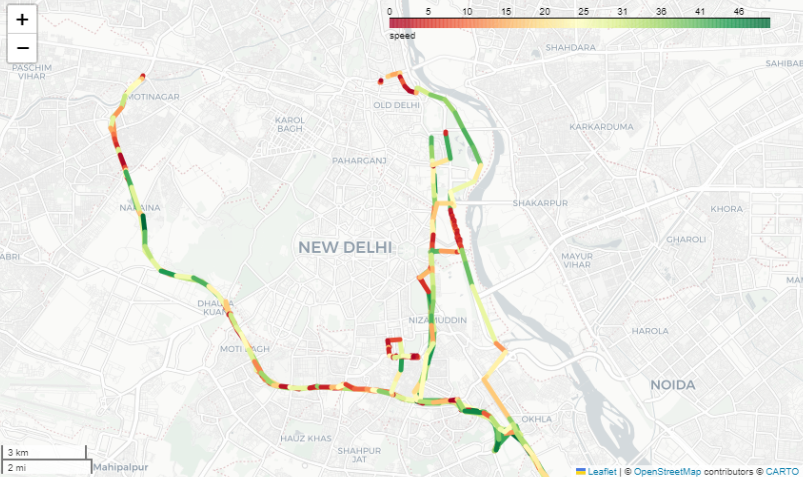 +
−
0 5 10 15 20 25 31 36 41 46
speed
SHAHDARA
PASCHIM
VIHAR
SAHIBAB
MOTINAGAR
OLD DELHI
KAROL
BAGH
KARKARDUMA
PAHARGANJ
NARAINA
SHAKARPUR
KHORA
NEW DELHI
GHAROLI
ABRI
MAYUR
VIHAR
MA
DHAULA
KUAN
NIZAMUDDIN
HAROLA
MOTI BAGH
NOIDA
OKHLA
HAUZ KHAS
SHAHPUR
JAT
3 km
2 mi
Mahipalpur
Leaflet | © OpenStreetMap contributors © CARTO